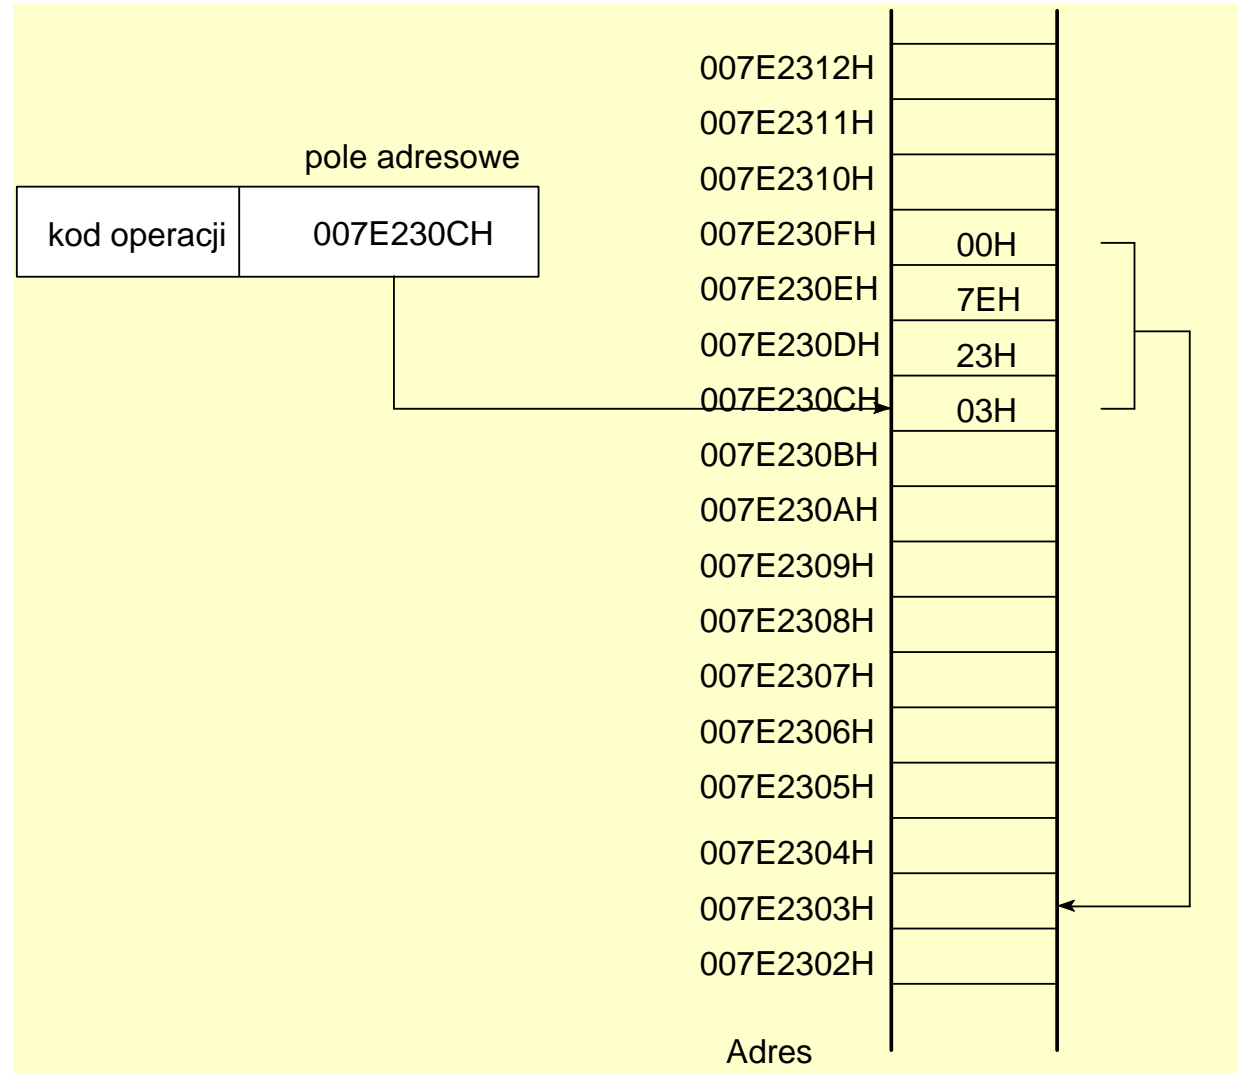 007E2312H
007E2311H
pole adresowe
007E2310H
kod operacji 007E230CH
007E230FH 00H
007E230EH 7EH
007E230DH 23H
007E230CH 03H
007E230BH
007E230AH
007E2309H
007E2308H
007E2307H
007E2306H
007E2305H
007E2304H
007E2303H
007E2302H
Adres